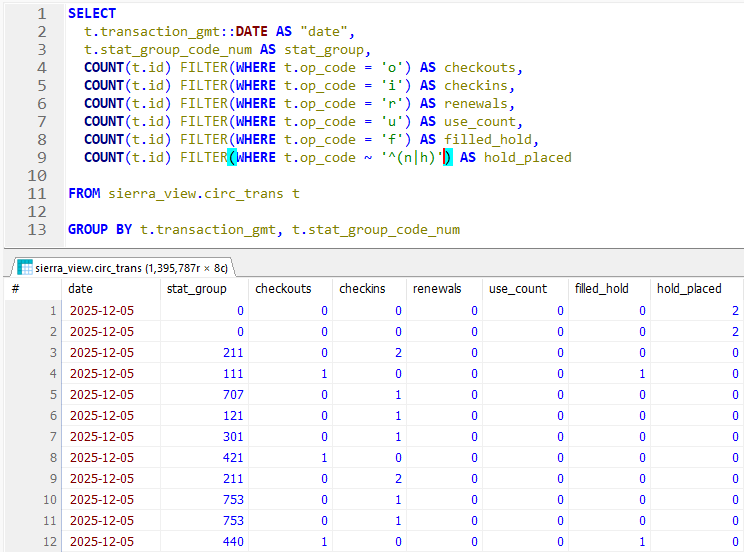 1 SELECT
2 t.transaction_gmt::DATE AS "date",
3 t.stat_group_code_num AS stat_group,
4 COUNT(t.id) FILTER(WHERE t.op_code = 'o') AS checkouts,
5 COUNT(t.id) FILTER(WHERE t.op_code = 'i') AS checkins,
6 COUNT(t.id) FILTER(WHERE t.op_code = 'r') AS renewals,
7 COUNT(t.id) FILTER(WHERE t.op_code = 'u') AS use_count,
8 COUNT(t.id) FILTER(WHERE t.op_code = 'f') AS filled_hold,
9 COUNT(t.id) FILTER(WHERE t.op_code ~ '^(n|h)') AS hold_placed
10
11 FROM sierra_view.circ_trans t
12
13 GROUP BY t.transaction_gmt, t.stat_group_code_num
sierra_view.circ_trans (1,395,787r × 8c)
# date stat_group checkouts checkins renewals use_count filled_hold hold_placed
1 2025-12-05 0 0 0 0 0 0 2
2 2025-12-05 0 0 0 0 0 0 2
3 2025-12-05 211 0 2 0 0 0 0
4 2025-12-05 111 1 0 0 0 1 0
5 2025-12-05 707 0 1 0 0 0 0
6 2025-12-05 121 0 1 0 0 0 0
7 2025-12-05 301 0 1 0 0 0 0
8 2025-12-05 421 1 0 0 0 0 0
9 2025-12-05 211 0 2 0 0 0 0
10 2025-12-05 753 0 1 0 0 0 0
11 2025-12-05 753 0 1 0 0 0 0
12 2025-12-05 440 1 0 0 0 1 0